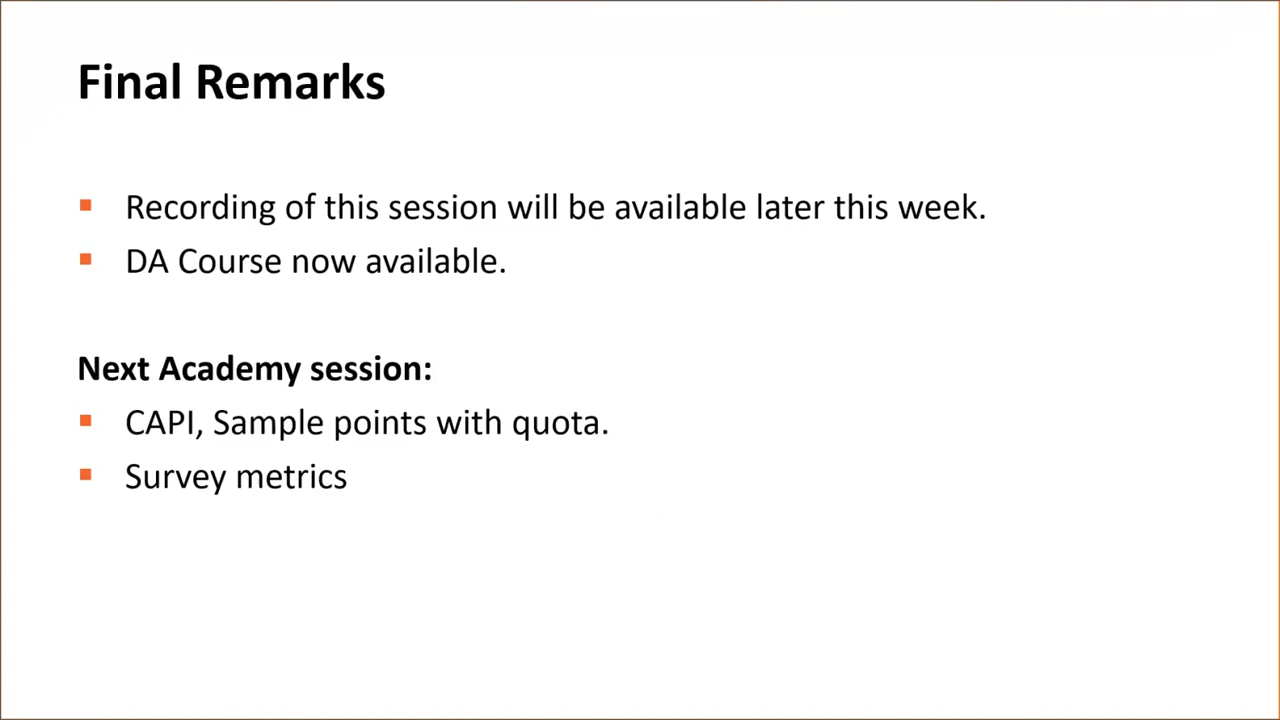 Final Remarks
Recording of this session will be available later this week.
DA Course now available.
Next Academy session:
CAPI, Sample points with quota.
Survey metrics